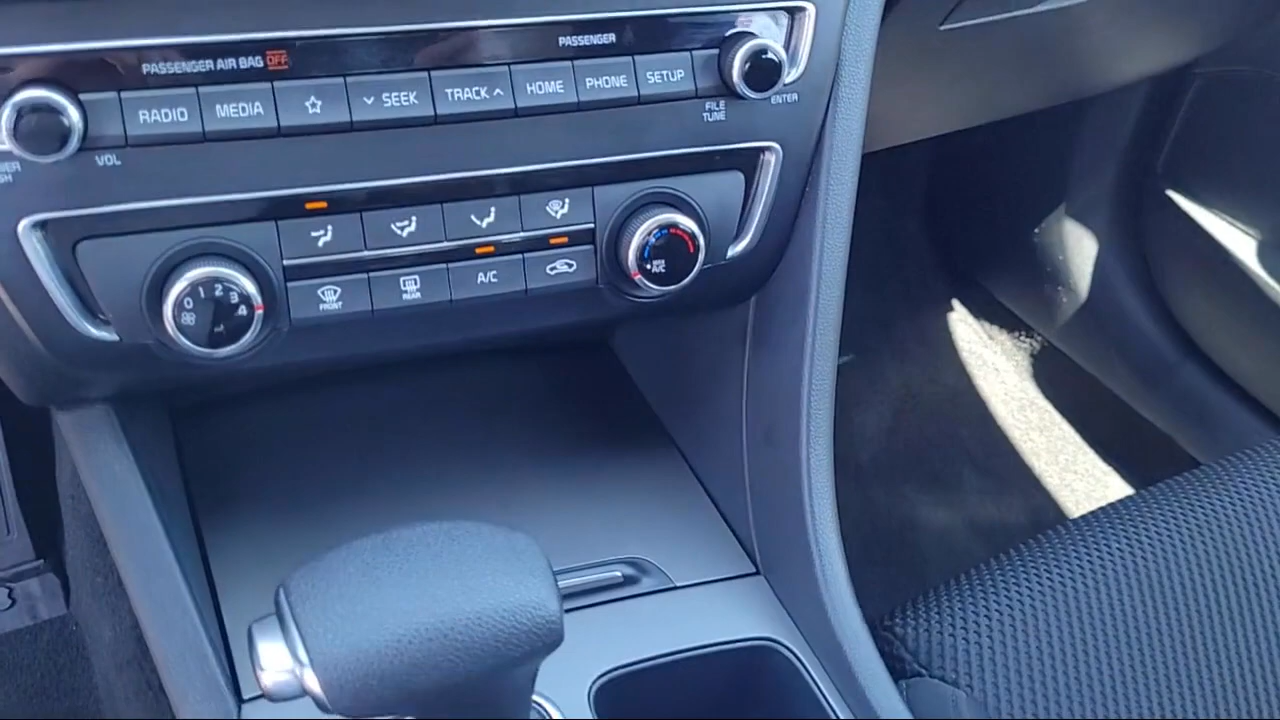 PASSENGER
PASSENGER AIR BAG OFF
RADIO
MEDIA
SEEK
TRACK
HOME
PHONE
SETUP
FILE
TUNE
ENTER
VOL
0 1 2 3 4
FRONT
REAR
A/C
MAX
A/C